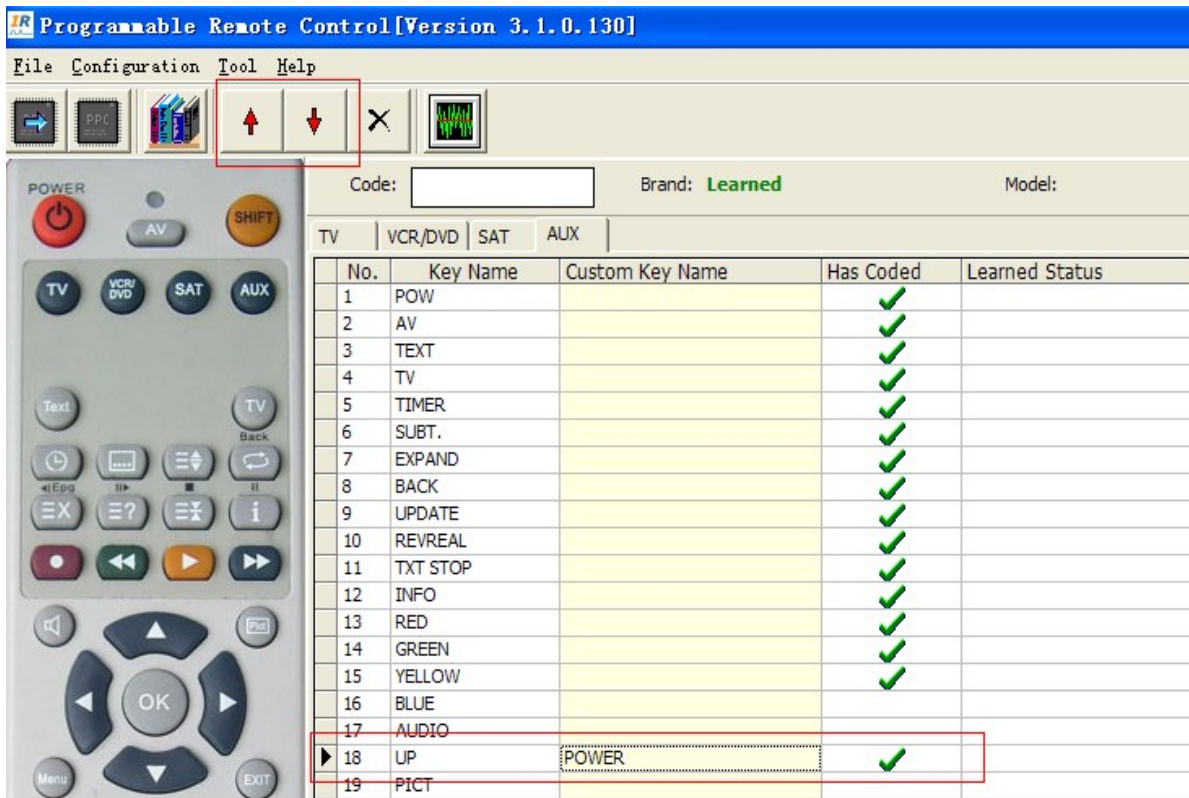 IR Programmable Remote Control[Version 3.1.0.130]
File Configuration Tool Help
PPC
Code: Brand: Learned Model:
TV VCR/DVD SAT AUX
No. Key Name Custom Key Name Has Coded Learned Status
1 POW
2 AV
3 TEXT
4 TV
5 TIMER
6 SUBT.
7 EXPAND
8 BACK
9 UPDATE
10 REVREAL
11 TXT STOP
12 INFO
13 RED
14 GREEN
15 YELLOW
16 BLUE
17 AUDIO
18 UP POWER
19 PICT
POWER
AV SHIFT
TV VCR/DVD SAT AUX
Text TV
Back
Epg
i
Pict
OK
Menu EXIT